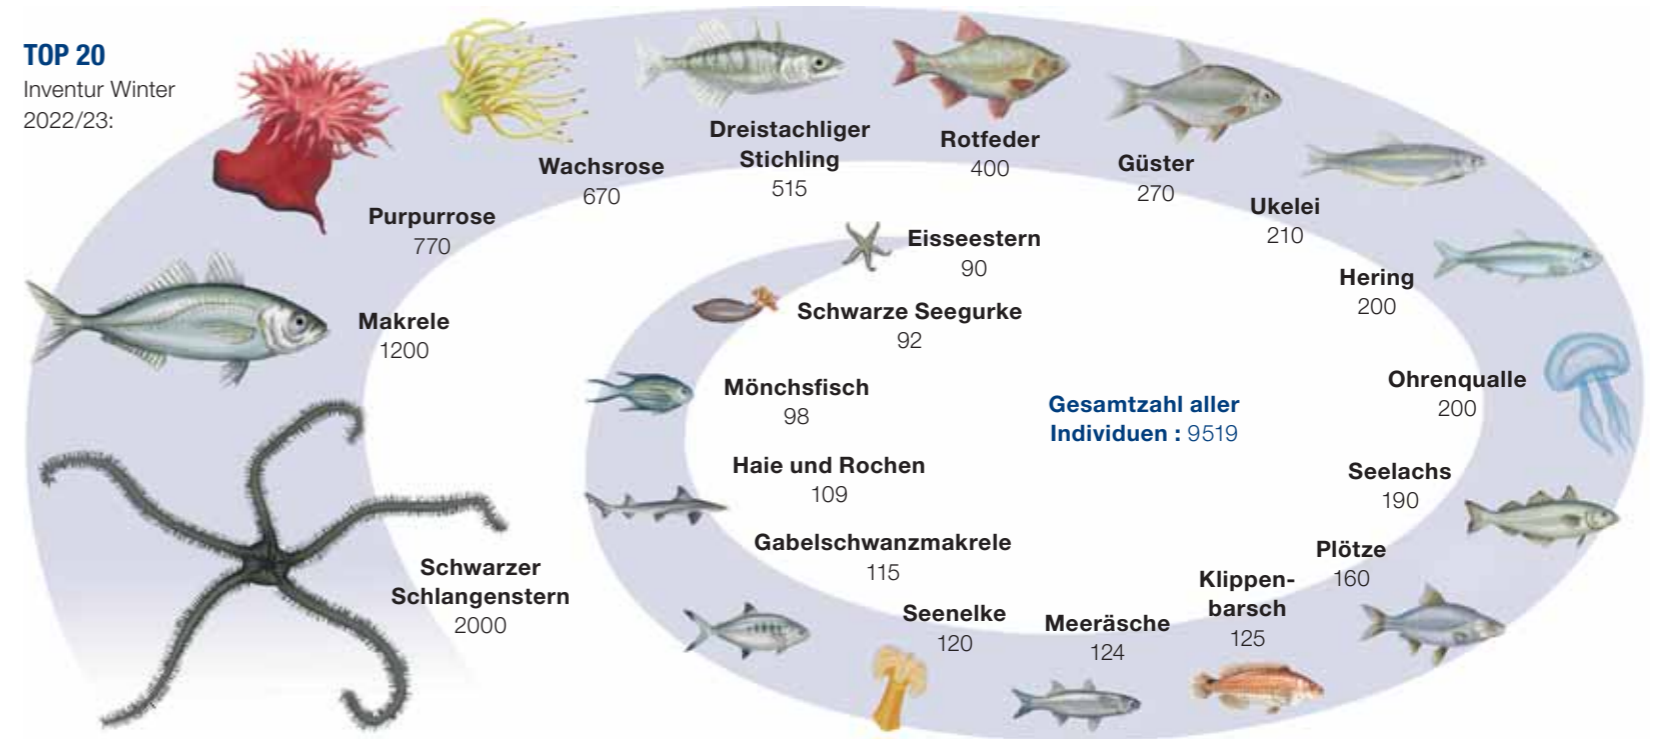 TOP 20
Inventur Winter
2022/23:
Schwarzer
Schlangenstern
2000
Makrele
1200
Purpurrose
770
Wachsrose
670
Dreistachliger
Stichling
515
Rotfeder
400
Güster
270
Ukelei
210
Hering
200
Ohrenqualle
200
Seelachs
190
Plötze
160
Klippen-
barsch
125
Meeräsche
124
Seenelke
120
Gabelschwanzmakrele
115
Haie und Rochen
109
Mönchsfisch
98
Schwarze Seegurke
92
Eisseestern
90
Gesamtzahl aller
Individuen : 9519